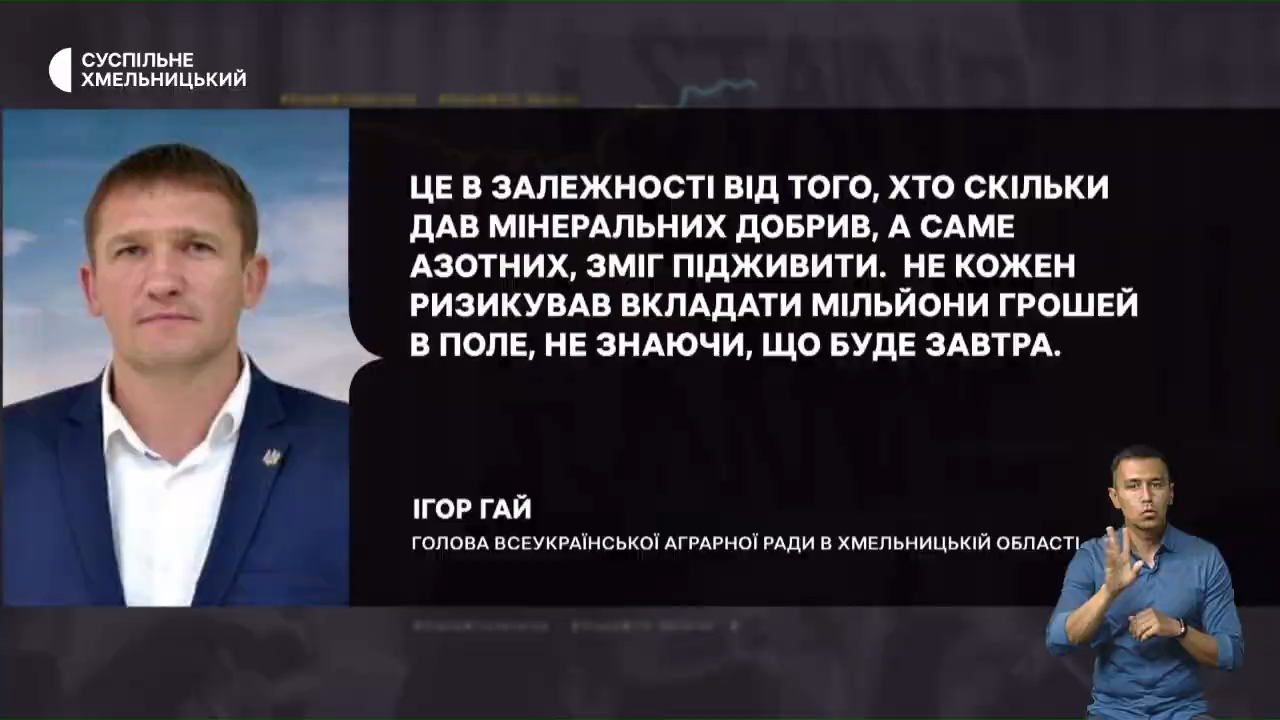 СУСПІЛЬНЕ
ХМЕЛЬНИЦЬКИЙ
ЦЕ В ЗАЛЕЖНОСТІ ВІД ТОГО, ХТО СКІЛЬКИ
ДАВ МІНЕРАЛЬНИХ ДОБРИВ, А САМЕ
АЗОТНИХ, ЗМІГ ПІДЖИВИТИ. НЕ КОЖЕН
РИЗИКУВАВ ВКЛАДАТИ МІЛЬЙОНИ ГРОШЕЙ
В ПОЛЕ, НЕ ЗНАЮЧИ, ЩО БУДЕ ЗАВТРА.
ІГОР ГАЙ
ГОЛОВА ВСЕУКРАЇНСЬКОЇ АГРАРНОЇ РАДИ В ХМЕЛЬНИЦЬКІЙ ОБЛАСТІ